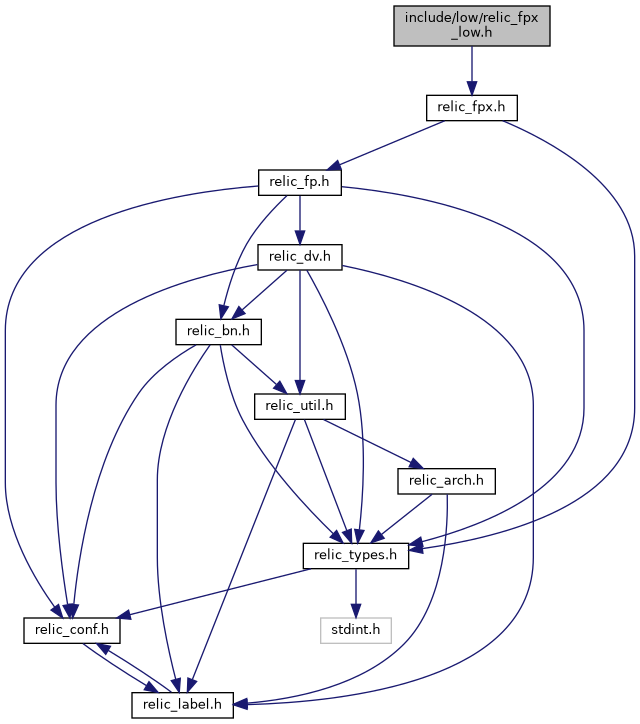 include/low/relic_fpx
_low.h
relic_fpx.h
relic_fp.h
relic_dv.h
relic_bn.h
relic_util.h
relic_arch.h
relic_types.h
relic_conf.h
stdint.h
relic_label.h